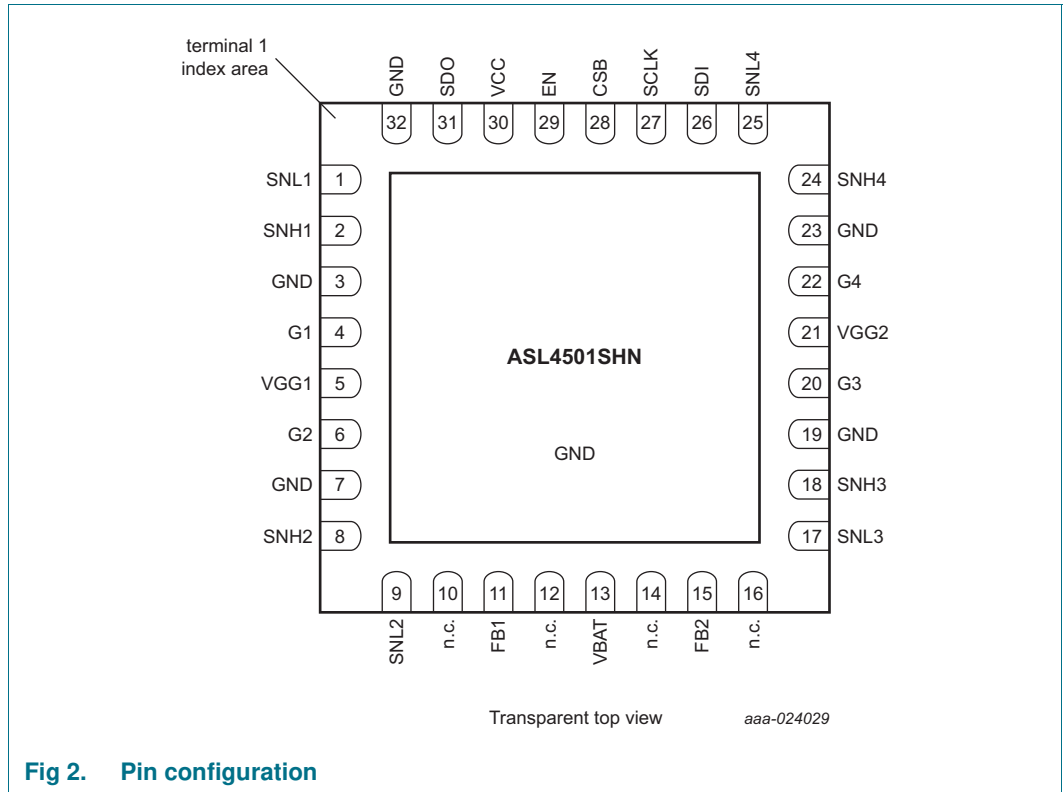 terminal 1
index area
GND SDO VCC EN CSB SCLK SDI SNL4
32 31 30 29 28 27 26 25
SNL1 1 24 SNH4
SNH1 2 23 GND
GND 3 22 G4
G1 4 21 VGG2
ASL4501SHN
VGG1 5 20 G3
G2 6 19 GND
GND
GND 7 18 SNH3
SNH2 8 17 SNL3
9 10 11 12 13 14 15 16
SNL2 n.c. FB1 n.c. VBAT n.c. FB2 n.c.
Transparent top view aaa-024029
Fig 2. Pin configuration